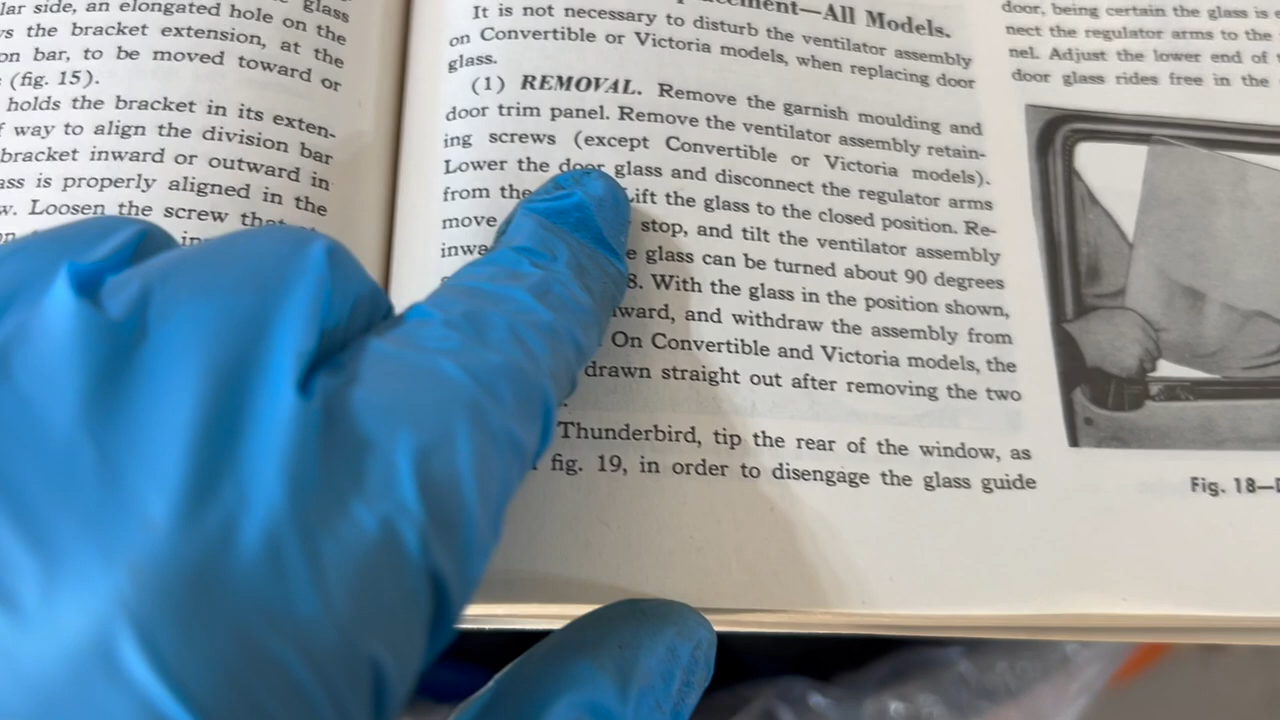 glass
lar side, an elongated hole on the
the bracket extension, at the
on bar, to be moved toward or
(fig. 15).
holds the bracket in its exten-
way to align the division bar
bracket inward or outward in
is properly aligned in the
Loosen the screw
—All Models.
It is not necessary to disturb the ventilator assembly
on Convertible or Victoria models, when replacing door
glass.
(1) REMOVAL. Remove the garnish moulding and
door trim panel. Remove the ventilator assembly retain-
ing screws (except Convertible or Victoria models).
Lower the door glass and disconnect the regulator arms
from the Lift the glass to the closed position. Re-
move stop, and tilt the ventilator assembly
inwa glass can be turned about 90 degrees
8. With the glass in the position shown,
ward, and withdraw the assembly from
On Convertible and Victoria models, the
drawn straight out after removing the two
Thunderbird, tip the rear of the window, as
fig. 19, in order to disengage the glass guide
door, being certain the glass is
nect the regulator arms to the
nel. Adjust the lower end of
door glass rides free in the
Fig. 18—